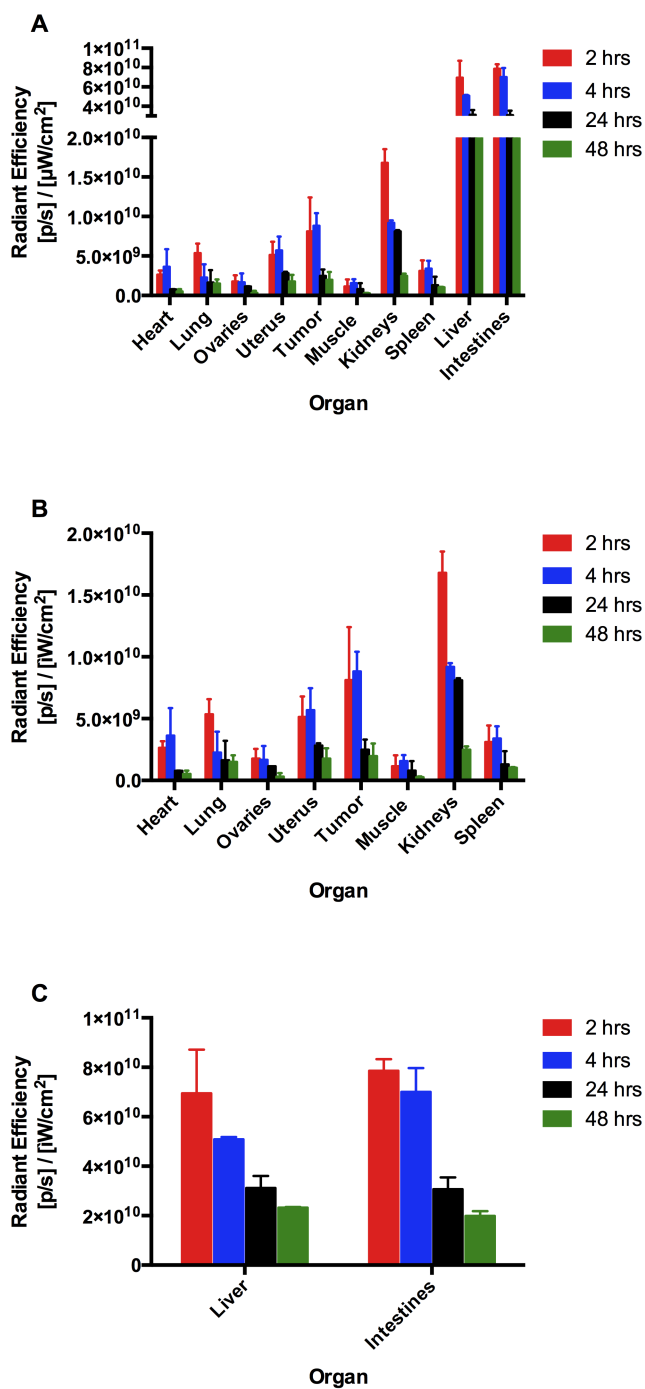 A
Radiant Efficiency
[p/s] / [µW/cm²]
1×10¹¹
8×10¹⁰
6×10¹⁰
4×10¹⁰
2.0×10¹⁰
1.5×10¹⁰
1.0×10¹⁰
5.0×10⁹
0.0
Heart
Lung
Ovaries
Uterus
Tumor
Muscle
Kidneys
Spleen
Liver
Intestines
Organ
2 hrs
4 hrs
24 hrs
48 hrs
B
Radiant Efficiency
[p/s] / [ìW/cm²]
2.0×10¹⁰
1.5×10¹⁰
1.0×10¹⁰
5.0×10⁹
0.0
Heart
Lung
Ovaries
Uterus
Tumor
Muscle
Kidneys
Spleen
Organ
2 hrs
4 hrs
24 hrs
48 hrs
C
Radiant Efficiency
[p/s] / [ìW/cm²]
1×10¹¹
8×10¹⁰
6×10¹⁰
4×10¹⁰
2×10¹⁰
0
Liver
Intestines
Organ
2 hrs
4 hrs
24 hrs
48 hrs